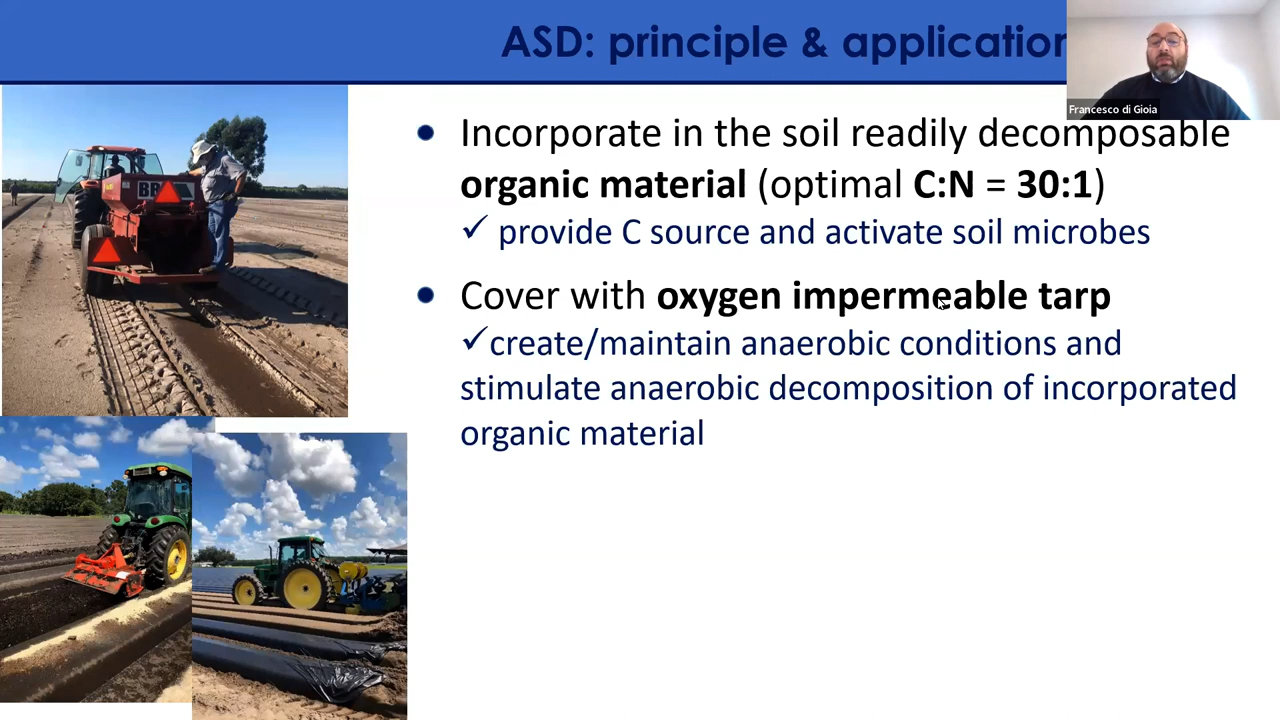 ASD: principle & application
Francesco di Gioia
Incorporate in the soil readily decomposable
organic material (optimal C:N = 30:1)
✓ provide C source and activate soil microbes
Cover with oxygen impermeable tarp
✓create/maintain anaerobic conditions and
stimulate anaerobic decomposition of incorporated
organic material